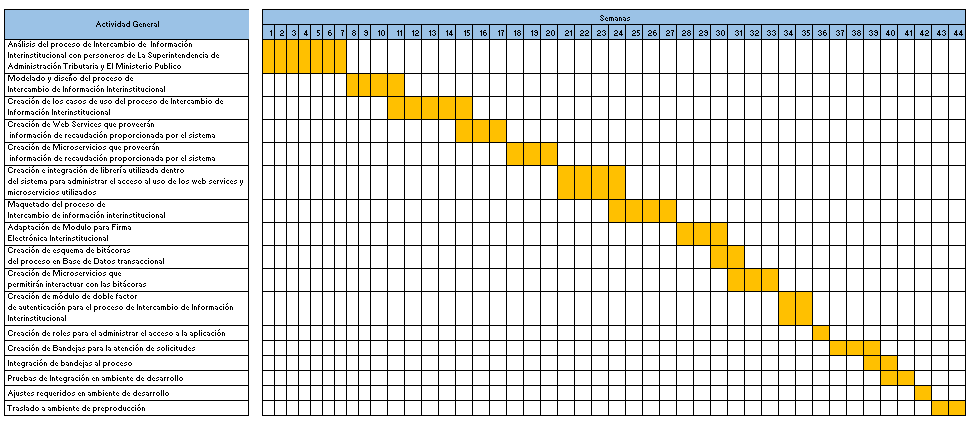 Actividad General
Semanas
1 2 3 4 5 6 7 8 9 10 11 12 13 14 15 16 17 18 19 20 21 22 23 24 25 26 27 28 29 30 31 32 33 34 35 36 37 38 39 40 41 42 43 44
Análisis del proceso de Intercambio de Información
Interinstitucional con personeros de La Superintendencia de
Administración Tributaria y El Ministerio Publico
Modelado y diseño del proceso de
Intercambio de Información Interinstitucional
Creación de los casos de uso del proceso de Intercambio de
Información Interinstitucional
Creación de Web Services que proveerán
información de recaudación proporcionada por el sistema
Creación de Microservicios que proveerán
información de recaudación proporcionada por el sistema
Creación e integración de librería utilizada dentro
del sistema para administrar el acceso al uso de los web services y
microservicios utilizados
Maquetado del proceso de
Intercambio de información interinstitucional
Adaptación de Modulo para Firma
Electrónica Interinstitucional
Creación de esquema de bitácoras
del proceso en Base de Datos transaccional
Creación de Microservicios que
permitirán interactuar con las bitácoras
Creación de módulo de doble factor
de autenticación para el proceso de Intercambio de Información
Interinstitucional
Creación de roles para el administrar el acceso a la aplicación
Creación de Bandejas para la atención de solicitudes
Integración de bandejas al proceso
Pruebas de Integración en ambiente de desarrollo
Ajustes requeridos en ambiente de desarrollo
Traslado a ambiente de preproducción